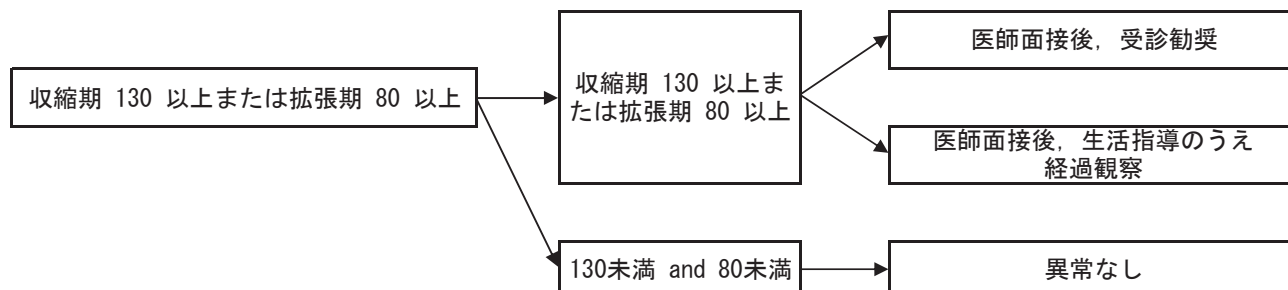 収縮期 130 以上または拡張期 80 以上
収縮期 130 以上ま
たは拡張期 80 以上
医師面接後, 受診勧奨
医師面接後, 生活指導のうえ
経過観察
130未満 and 80未満
異常なし